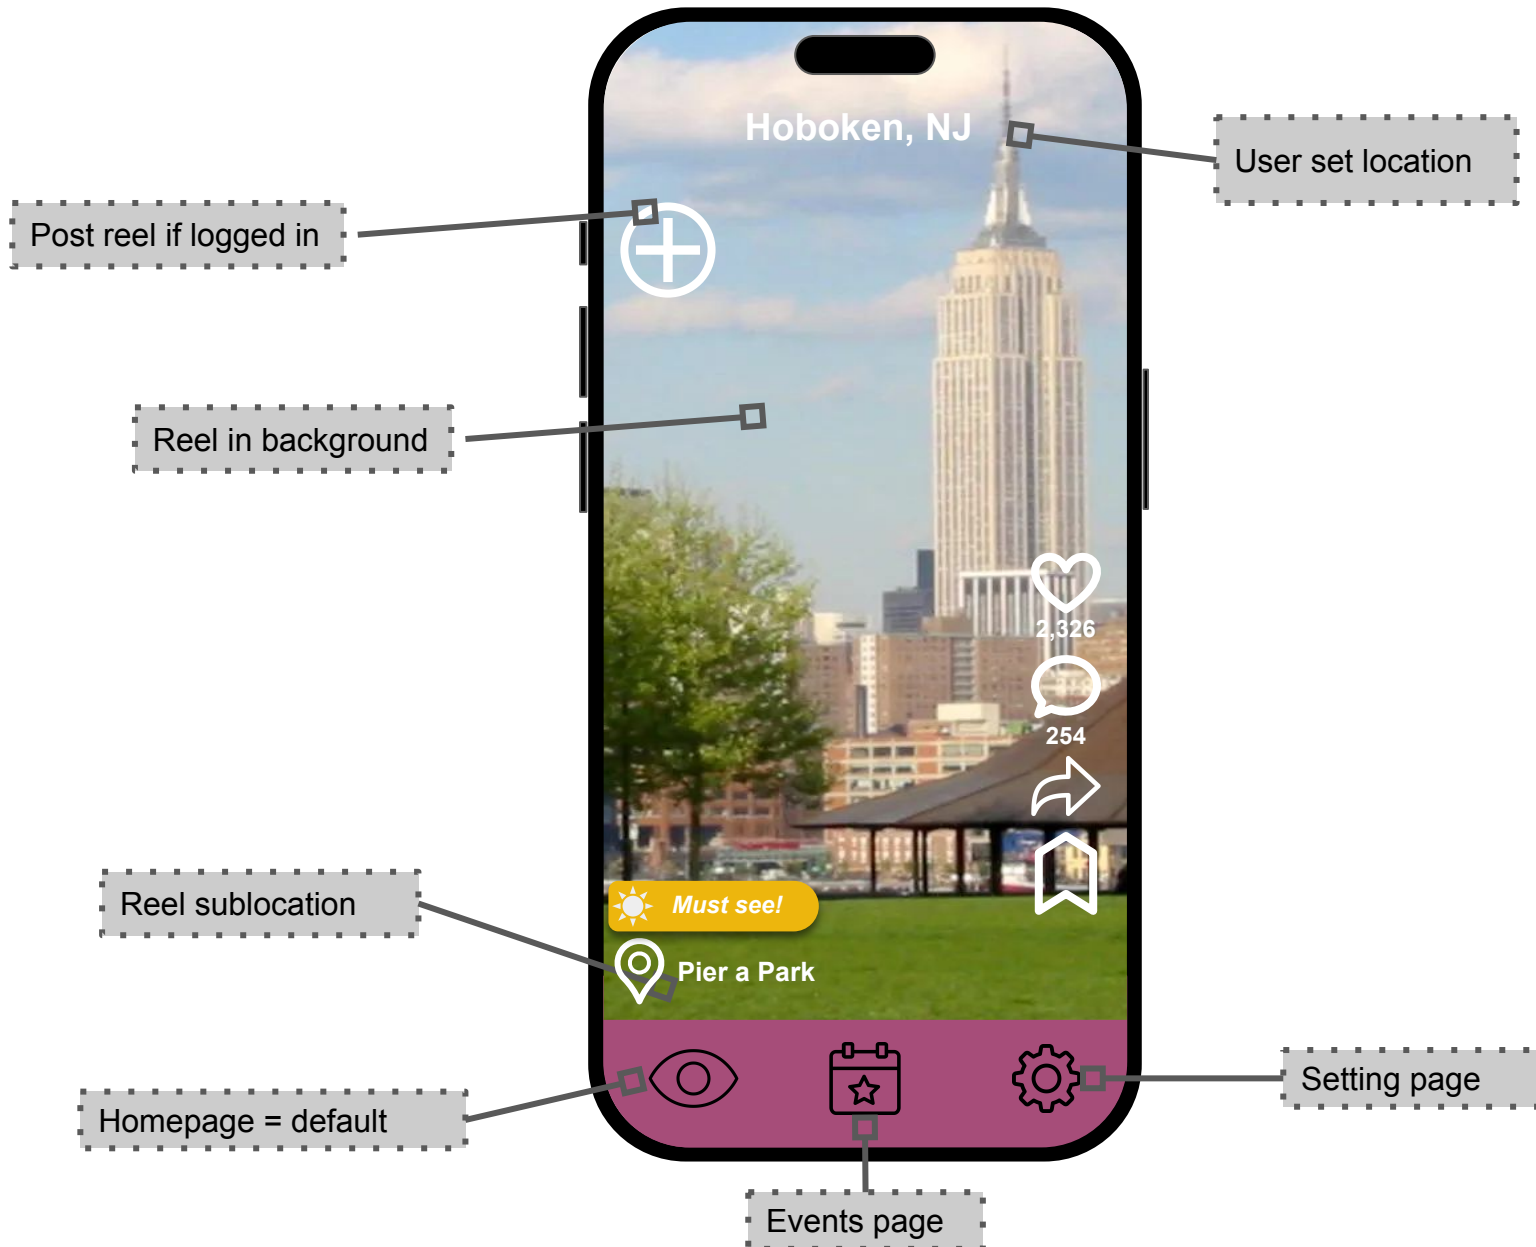 Hoboken, NJ
User set location
Post reel if logged in
Reel in background
2,326
254
Reel sublocation
Must see!
Pier a Park
Homepage = default
Setting page
Events page